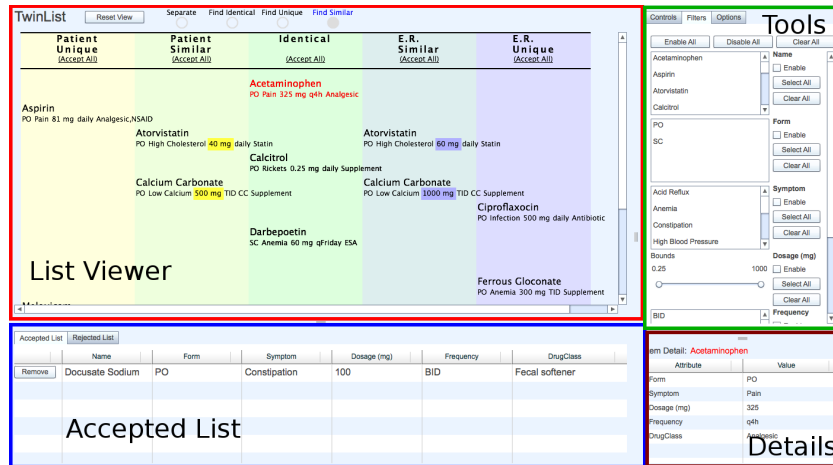 TwinList
Reset View
Separate Find Identical Find Unique Find Similar
Patient Unique (Accept All)
Patient Similar (Accept All)
Identical (Accept All)
E.R. Similar (Accept All)
E.R. Unique (Accept All)
Acetaminophen
PO Pain 325 mg q4h Analgesic
Aspirin
PO Pain 81 mg daily Analgesic,NSAID
Atorvistatin
PO High Cholesterol 40 mg daily Statin
Atorvistatin
PO High Cholesterol 60 mg daily Statin
Calcitrol
PO Rickets 0.25 mg daily Supplement
Calcium Carbonate
PO Low Calcium 500 mg TID CC Supplement
Calcium Carbonate
PO Low Calcium 1000 mg TID CC Supplement
Ciprofloxacin
PO Infection 500 mg daily Antibiotic
Darbepoetin
SC Anemia 60 mg qFriday ESA
List Viewer
Ferrous Gloconate
PO Anemia 300 mg TID Supplement
Controls Filters Options
Tools
Enable All Disable All Clear All
Acetaminophen
Aspirin
Atorvistatin
Calcitrol
Name
Enable
Select All
Clear All
PO
SC
Form
Enable
Select All
Clear All
Acid Reflux
Anemia
Constipation
High Blood Pressure
Symptom
Enable
Select All
Clear All
Bounds
0.25 1000
Dosage (mg)
Enable
Select All
Clear All
BID
Frequency
Accepted List Rejected List
Name Form Symptom Dosage (mg) Frequency DrugClass
Remove Docusate Sodium PO Constipation 100 BID Fecal softener
Accepted List
em Detail: Acetaminophen
Attribute Value
Form PO
Symptom Pain
Dosage (mg) 325
Frequency q4h
DrugClass Analgesic
Details